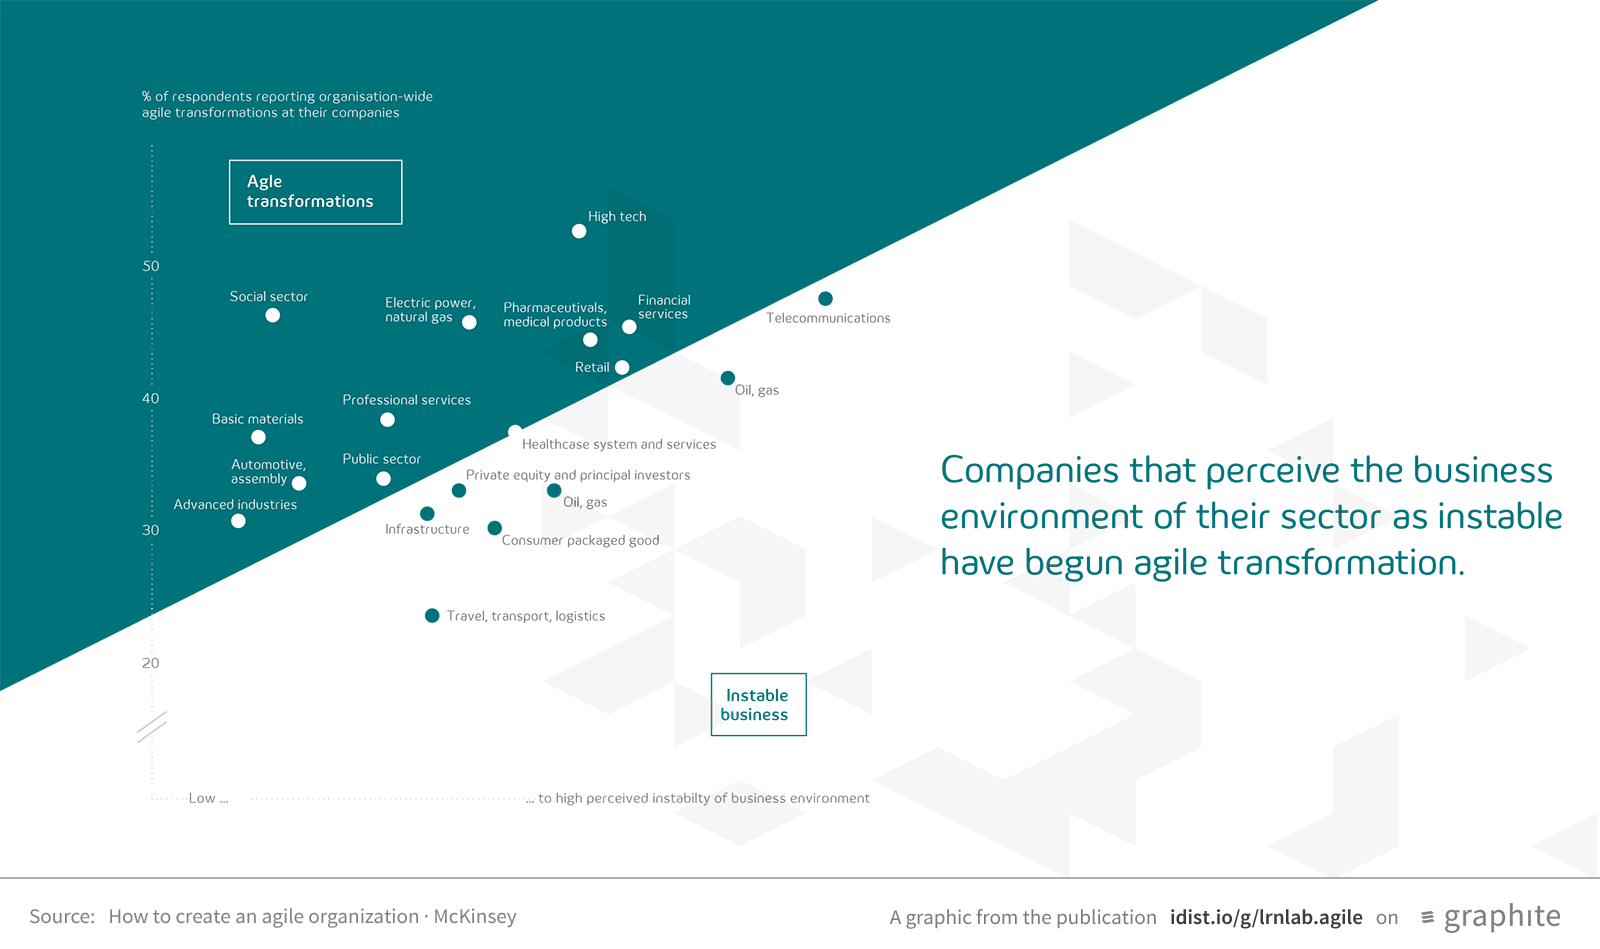 % of respondents reporting organisation-wide
agile transformations at their companies
Agle
transformations
High tech
50
Social sector
Electric power,
natural gas
Pharmaceutivals,
medical products
Financial
services
Telecommunications
Retail
Oil, gas
40
Professional services
Basic materials
Healthcase system and services
Automotive,
assembly
Public sector
Private equity and principal investors
Oil, gas
Advanced industries
30
Infrastructure
Consumer packaged good
Travel, transport, logistics
20
Instable
business
Low ...
... to high perceived instabilty of business environment
Companies that perceive the business
environment of their sector as instable
have begun agile transformation.
Source: How to create an agile organization · McKinsey
A graphic from the publication idist.io/g/lrnlab.agile on graphite